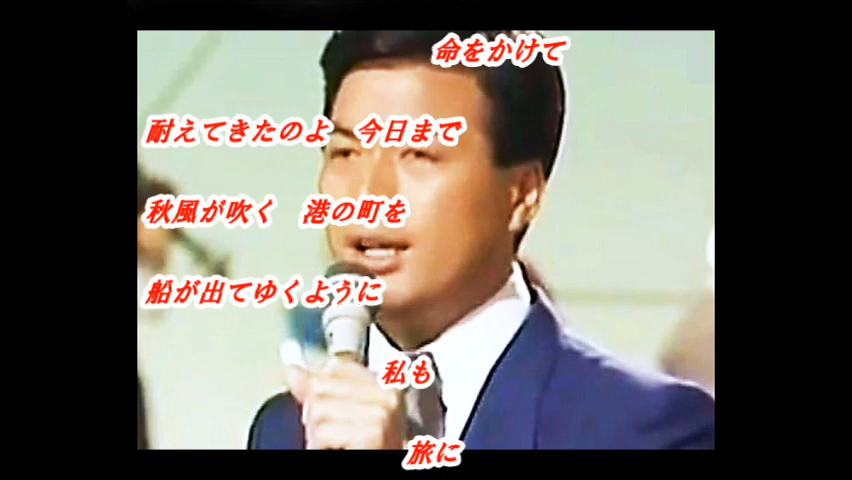 命をかけて
耐えてきたのよ　今日まで
秋風が吹く　港の町を
船が出てゆくように
私も
旅に